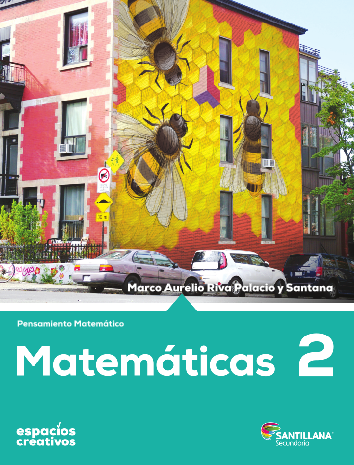 Marco Aurelio Riva Palacio y Santana
Pensamiento Matemático
Matemáticas 2
espacios
creativos
SANTILLANA
Secundaria